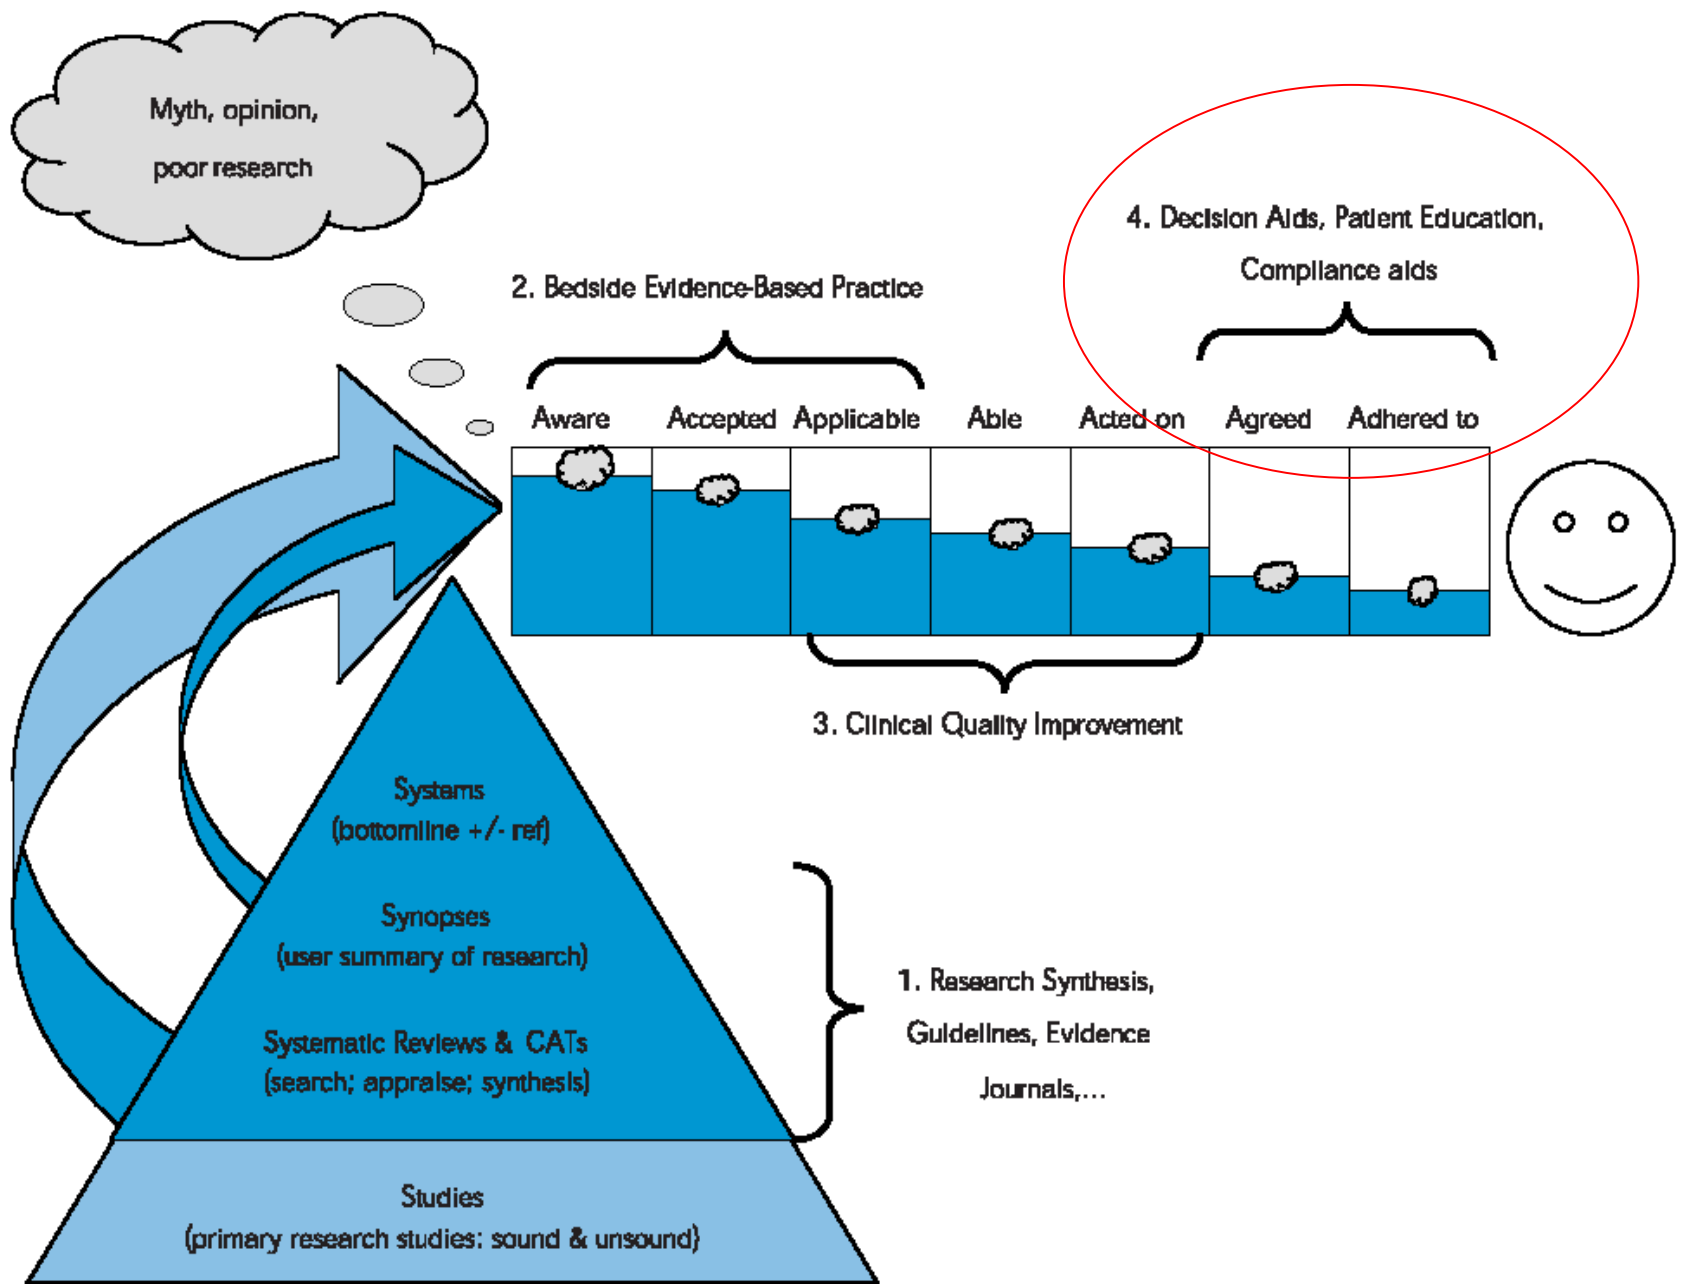 Myth, opinion,
poor research
4. Decision Aids, Patient Education,
Compliance aids
2. Bedside Evidence-Based Practice
Aware Accepted Applicable Able Acted on Agreed Adhered to
3. Clinical Quality Improvement
Systems
(bottomline +/- ref)
Synopses
(user summary of research)
Systematic Reviews & CATs
(search; appraise; synthesis)
1. Research Synthesis,
Guidelines, Evidence
Journals,...
Studies
(primary research studies: sound & unsound)